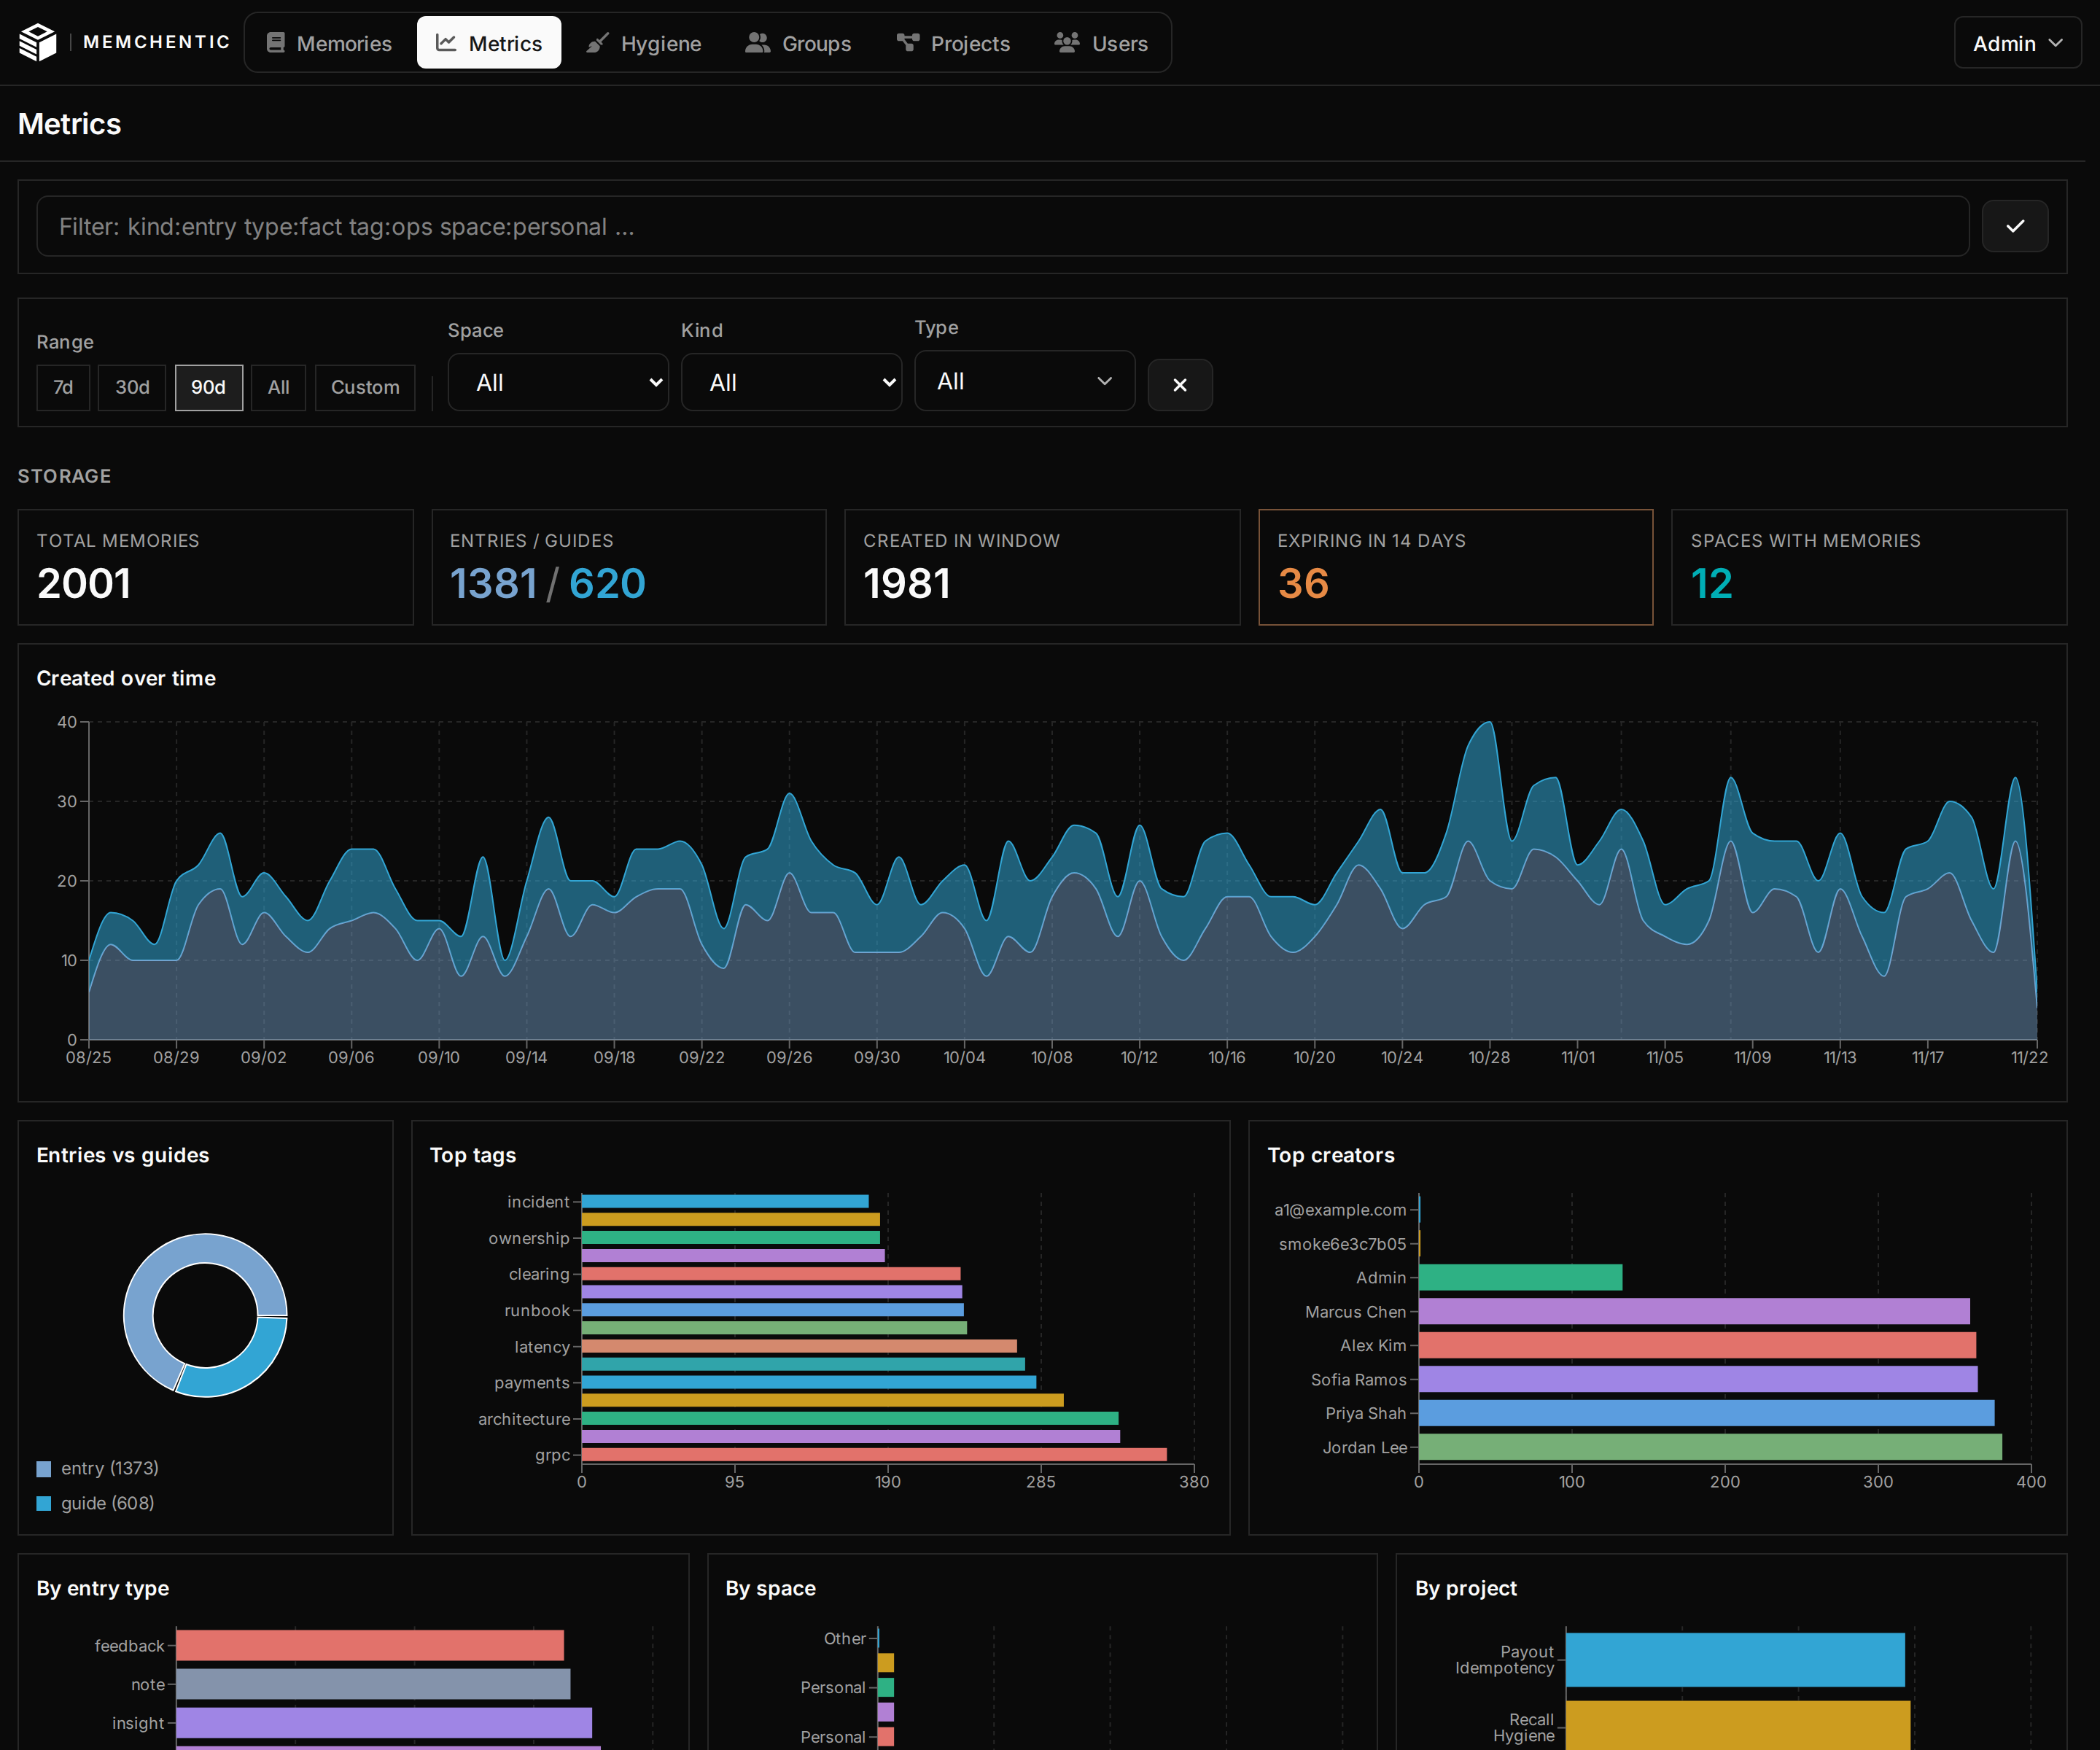 MEMCHENTIC Memories Metrics Hygiene Groups Projects Users Admin
Metrics
Filter: kind:entry type:fact tag:ops space:personal ...
Range Space Kind Type
7d 30d 90d All Custom All All All
STORAGE
TOTAL MEMORIES
2001
ENTRIES / GUIDES
1381 / 620
CREATED IN WINDOW
1981
EXPIRING IN 14 DAYS
36
SPACES WITH MEMORIES
12
Created over time
40
30
20
10
0
08/25 08/29 09/02 09/06 09/10 09/14 09/18 09/22 09/26 09/30 10/04 10/08 10/12 10/16 10/20 10/24 10/28 11/01 11/05 11/09 11/13 11/17 11/22
Entries vs guides
entry (1373)
guide (608)
Top tags
incident
ownership
clearing
runbook
latency
payments
architecture
grpc
0 95 190 285 380
Top creators
a1@example.com
smoke6e3c7b05
Admin
Marcus Chen
Alex Kim
Sofia Ramos
Priya Shah
Jordan Lee
0 100 200 300 400
By entry type
feedback
note
insight
By space
Other
Personal
Personal
By project
Payout
Idempotency
Recall
Hygiene